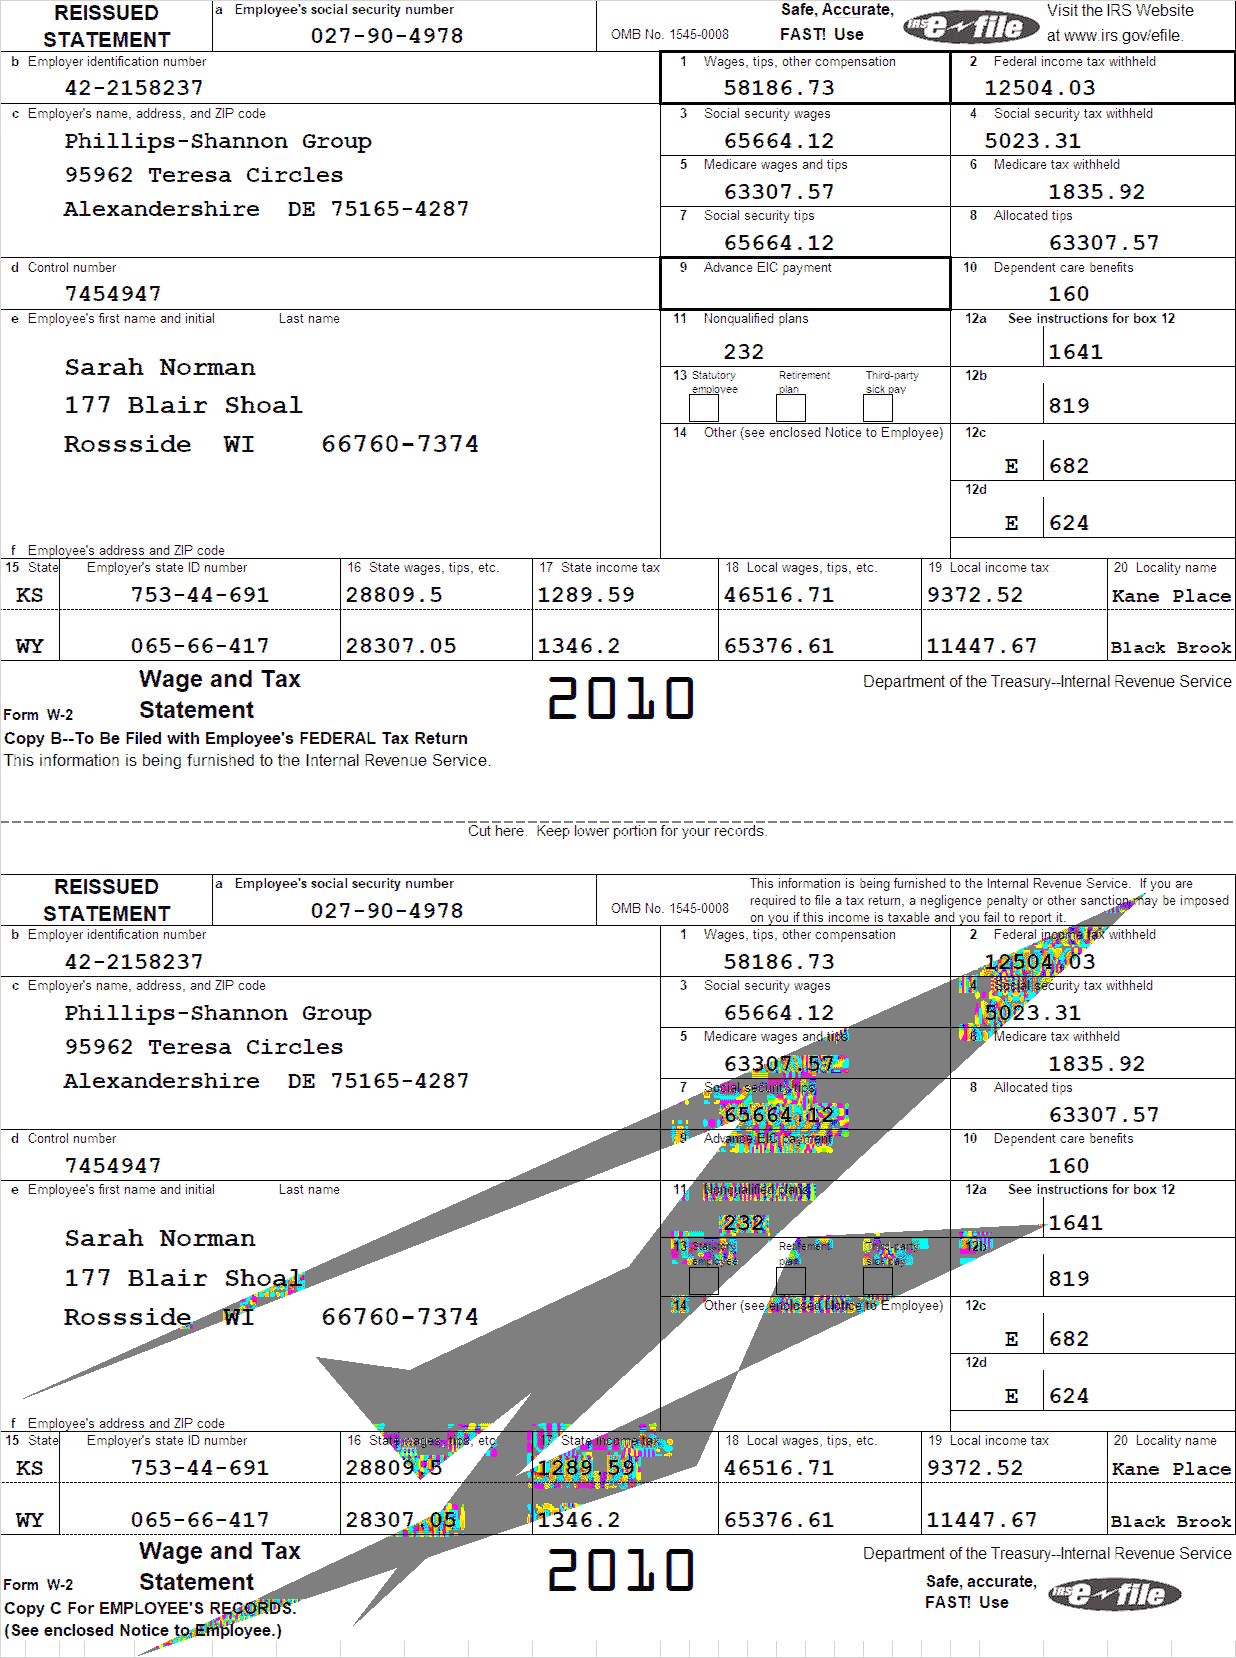 REISSUED STATEMENT a Employee's social security number 027-90-4978 OMB No. 1545-0008 Safe, Accurate, FAST! Use IRS e-file Visit the IRS Website at www.irs.gov/efile.
b Employer identification number
42-2158237
1 Wages, tips, other compensation
58186.73
2 Federal income tax withheld
12504.03
c Employer's name, address, and ZIP code
Phillips-Shannon Group
95962 Teresa Circles
Alexandershire DE 75165-4287
3 Social security wages
65664.12
4 Social security tax withheld
5023.31
5 Medicare wages and tips
63307.57
6 Medicare tax withheld
1835.92
7 Social security tips
65664.12
8 Allocated tips
63307.57
d Control number
7454947
9 Advance EIC payment
10 Dependent care benefits
160
e Employee's first name and initial Last name
Sarah Norman
177 Blair Shoal
Rossside WI 66760-7374
f Employee's address and ZIP code
11 Nonqualified plans
232
12a See instructions for box 12
1641
13 Statutory employee Retirement plan Third-party sick pay
12b
819
14 Other (see enclosed Notice to Employee)
12c
E 682
12d
E 624
15 State Employer's state ID number 16 State wages, tips, etc. 17 State income tax 18 Local wages, tips, etc. 19 Local income tax 20 Locality name
KS 753-44-691 28809.5 1289.59 46516.71 9372.52 Kane Place
WY 065-66-417 28307.05 1346.2 65376.61 11447.67 Black Brook
Form W-2 Wage and Tax Statement 2010 Department of the Treasury--Internal Revenue Service
Copy B--To Be Filed with Employee's FEDERAL Tax Return
This information is being furnished to the Internal Revenue Service.
Cut here. Keep lower portion for your records.
REISSUED STATEMENT a Employee's social security number 027-90-4978 OMB No. 1545-0008
This information is being furnished to the Internal Revenue Service. If you are
required to file a tax return, a negligence penalty or other sanction may be imposed
on you if this income is taxable and you fail to report it.
b Employer identification number
42-2158237
1 Wages, tips, other compensation
58186.73
2 Federal income tax withheld
12504.03
c Employer's name, address, and ZIP code
Phillips-Shannon Group
95962 Teresa Circles
Alexandershire DE 75165-4287
3 Social security wages
65664.12
4 Social security tax withheld
5023.31
5 Medicare wages and tips
63307.57
6 Medicare tax withheld
1835.92
7 Social security tips
65664.12
8 Allocated tips
63307.57
d Control number
7454947
9 Advance EIC payment
10 Dependent care benefits
160
e Employee's first name and initial Last name
Sarah Norman
177 Blair Shoal
Rossside WI 66760-7374
f Employee's address and ZIP code
11 Nonqualified plans
232
12a See instructions for box 12
1641
13 Statutory employee Retirement plan Third-party sick pay
12b
819
14 Other (see enclosed Notice to Employee)
12c
E 682
12d
E 624
15 State Employer's state ID number 16 State wages, tips, etc. 17 State income tax 18 Local wages, tips, etc. 19 Local income tax 20 Locality name
KS 753-44-691 28809.5 1289.59 46516.71 9372.52 Kane Place
WY 065-66-417 28307.05 1346.2 65376.61 11447.67 Black Brook
Form W-2 Wage and Tax Statement 2010 Department of the Treasury--Internal Revenue Service
Safe, accurate, FAST! Use IRS e-file
Copy C For EMPLOYEE'S RECORDS.
(See enclosed Notice to Employee.)